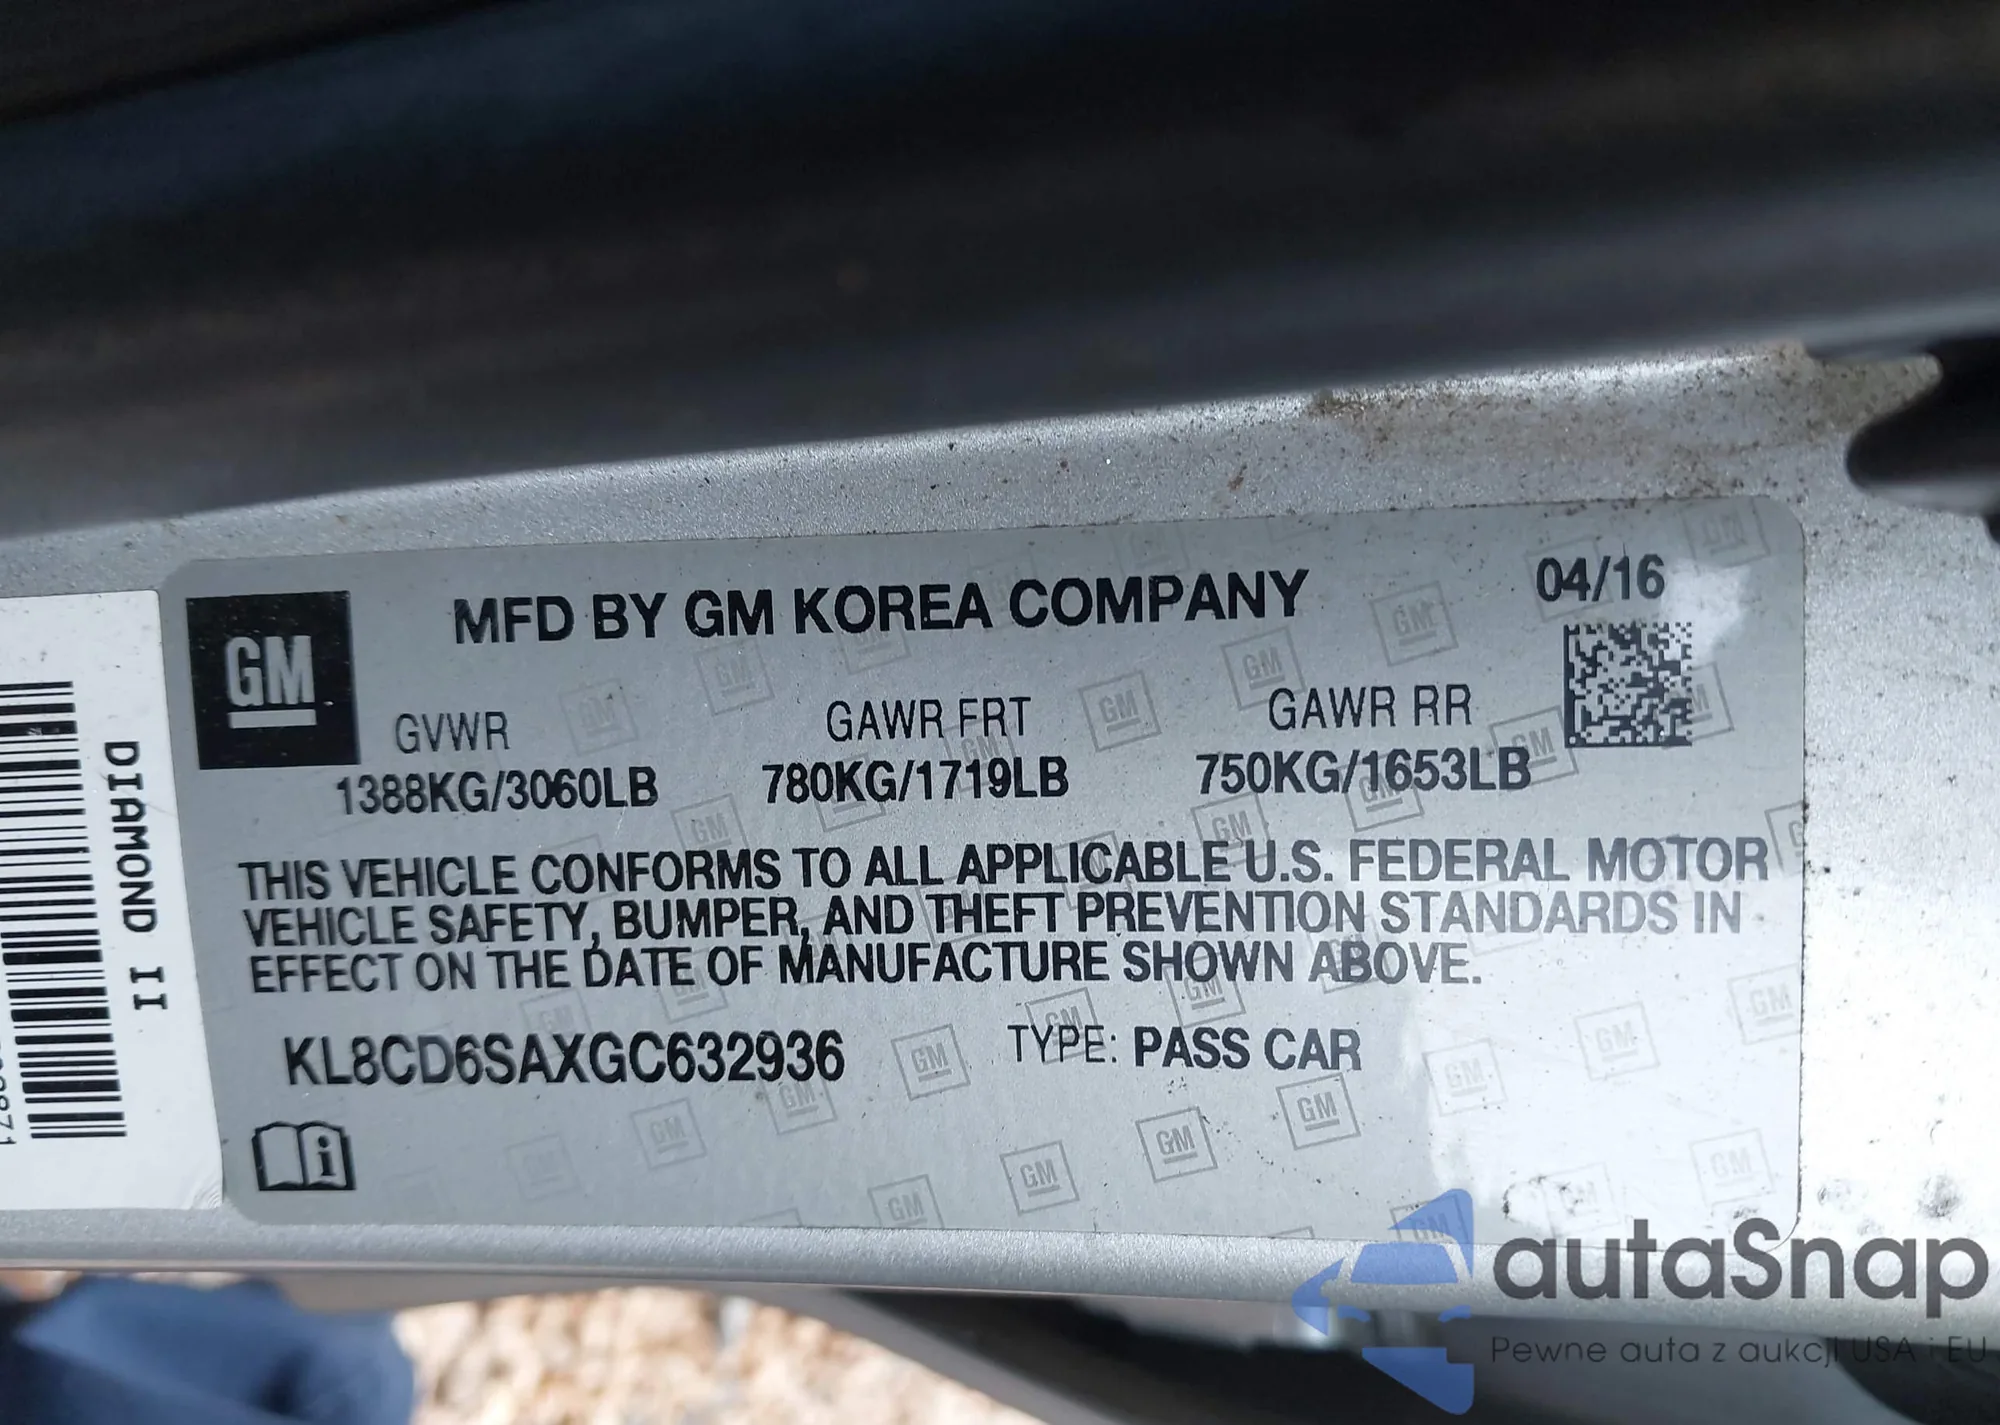 GM
MFD BY GM KOREA COMPANY
04/16
GVWR
GAWR FRT
GAWR RR
1388KG/3060LB
780KG/1719LB
750KG/1653LB
THIS VEHICLE CONFORMS TO ALL APPLICABLE U.S. FEDERAL MOTOR
VEHICLE SAFETY, BUMPER, AND THEFT PREVENTION STANDARDS IN
EFFECT ON THE DATE OF MANUFACTURE SHOWN ABOVE.
KL8CD6SAXGC632936
TYPE: PASS CAR
DIAMOND II
autaSnap
Pewne auta z aukcji USA i EU